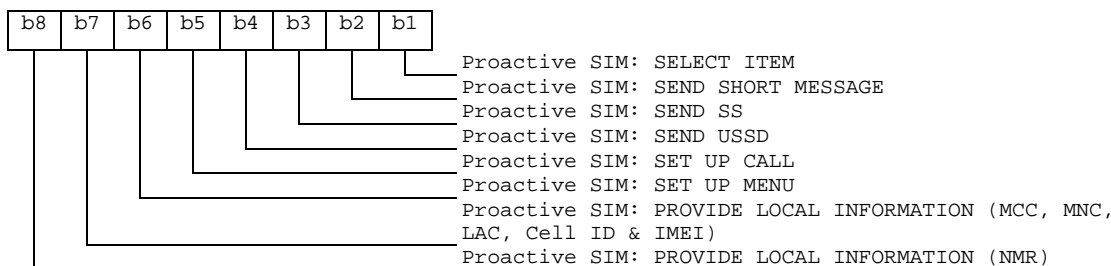 b8 b7 b6 b5 b4 b3 b2 b1
Proactive SIM: SELECT ITEM
Proactive SIM: SEND SHORT MESSAGE
Proactive SIM: SEND SS
Proactive SIM: SEND USSD
Proactive SIM: SET UP CALL
Proactive SIM: SET UP MENU
Proactive SIM: PROVIDE LOCAL INFORMATION (MCC, MNC,
LAC, Cell ID & IMEI)
Proactive SIM: PROVIDE LOCAL INFORMATION (NMR)